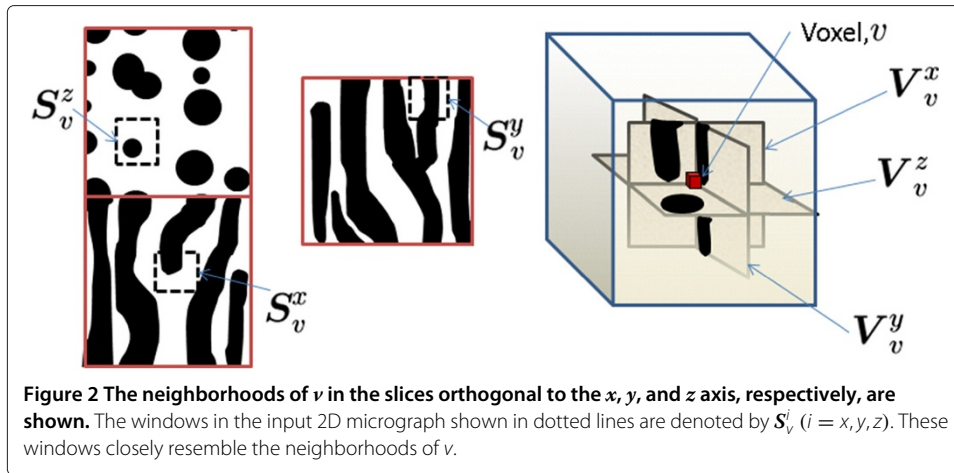 Voxel,v
S_v^z
S_v^y
V_v^x
V_v^z
S_v^x
V_v^y
Figure 2 The neighborhoods of v in the slices orthogonal to the x, y, and z axis, respectively, are
shown. The windows in the input 2D micrograph shown in dotted lines are denoted by S_v^i (i = x, y, z). These
windows closely resemble the neighborhoods of v.